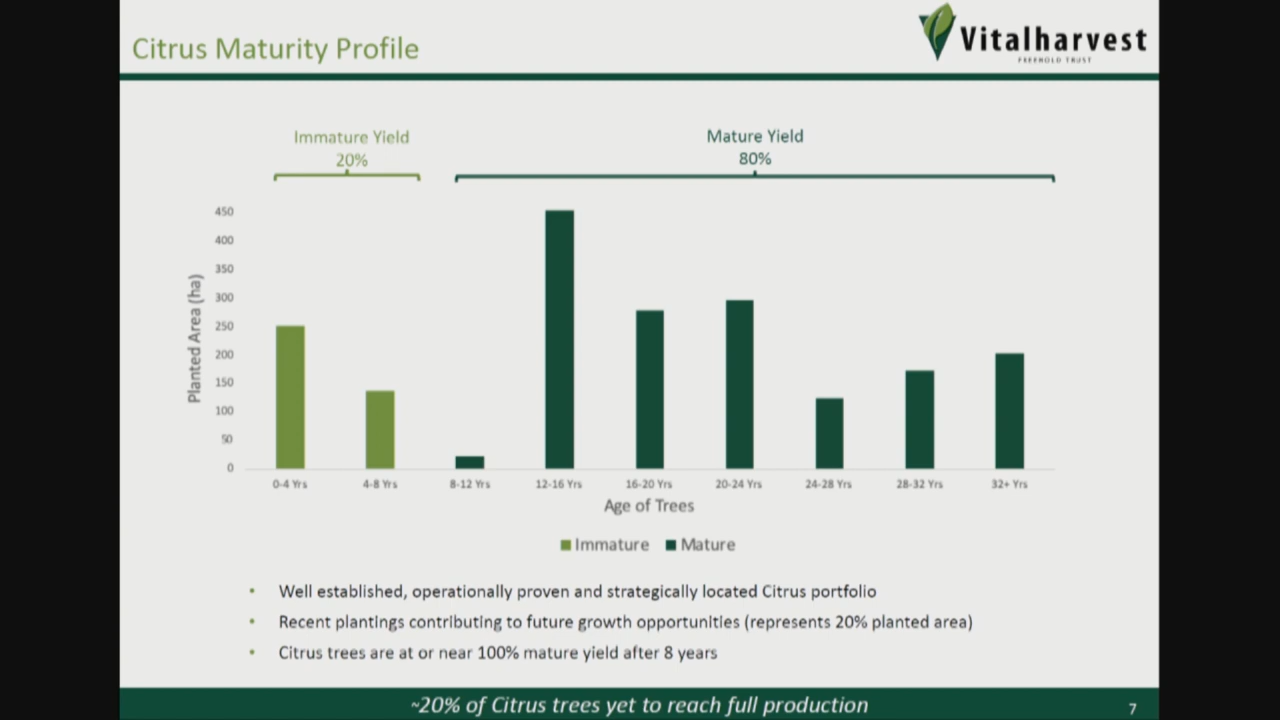 Citrus Maturity Profile
Vitalharvest
FREEHOLD TRUST
Immature Yield
20%
Mature Yield
80%
450
400
350
300
250
200
150
100
50
0
Planted Area (ha)
0-4 Yrs 4-8 Yrs 8-12 Yrs 12-16 Yrs 16-20 Yrs 20-24 Yrs 24-28 Yrs 28-32 Yrs 32+ Yrs
Age of Trees
Immature Mature
• Well established, operationally proven and strategically located Citrus portfolio
• Recent plantings contributing to future growth opportunities (represents 20% planted area)
• Citrus trees are at or near 100% mature yield after 8 years
~20% of Citrus trees yet to reach full production
7